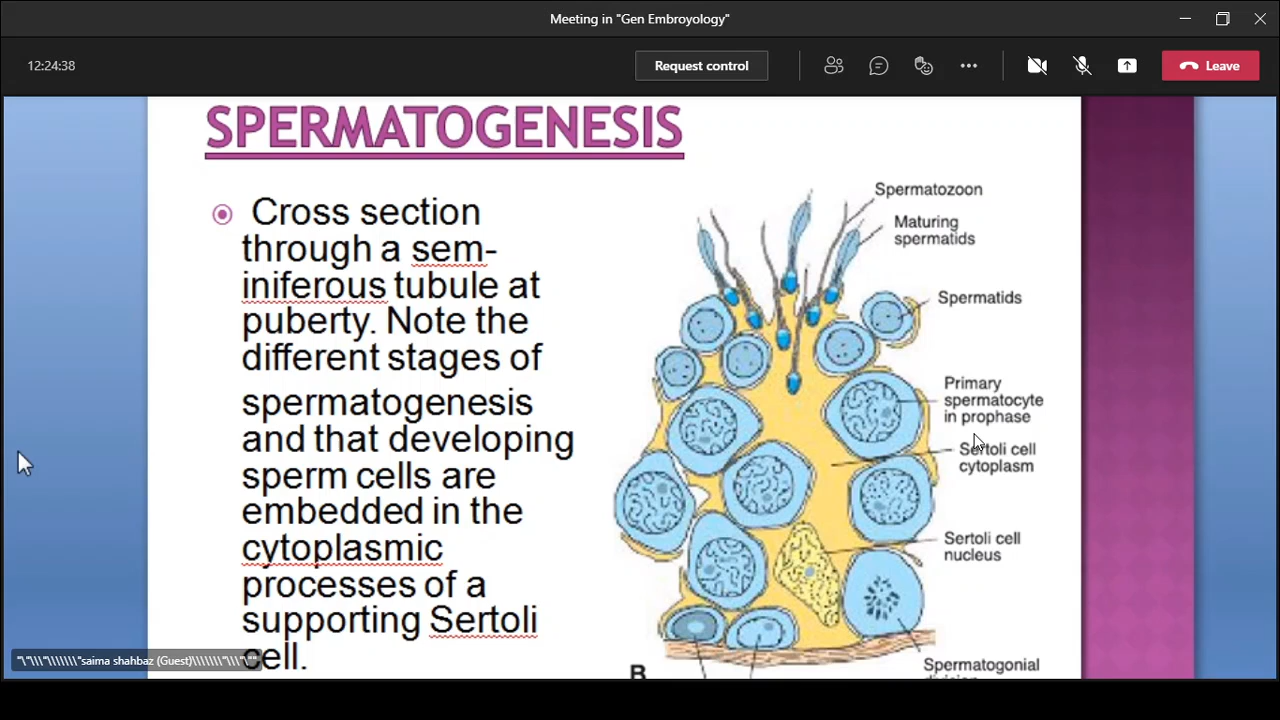 Meeting in "Gen Embroyology"
12:24:38
Request control
Leave
SPERMATOGENESIS
Cross section
through a sem-
iniferous tubule at
puberty. Note the
different stages of
spermatogenesis
and that developing
sperm cells are
embedded in the
cytoplasmic
processes of a
supporting Sertoli
cell.
Spermatozoon
Maturing
spermatids
Spermatids
Primary
spermatocyte
in prophase
Sertoli cell
cytoplasm
Sertoli cell
nucleus
Spermatogonial
division
B
"\"\\\"\\\\\\\"saima shahbaz (Guest)\\\\\\\"\\\"\""